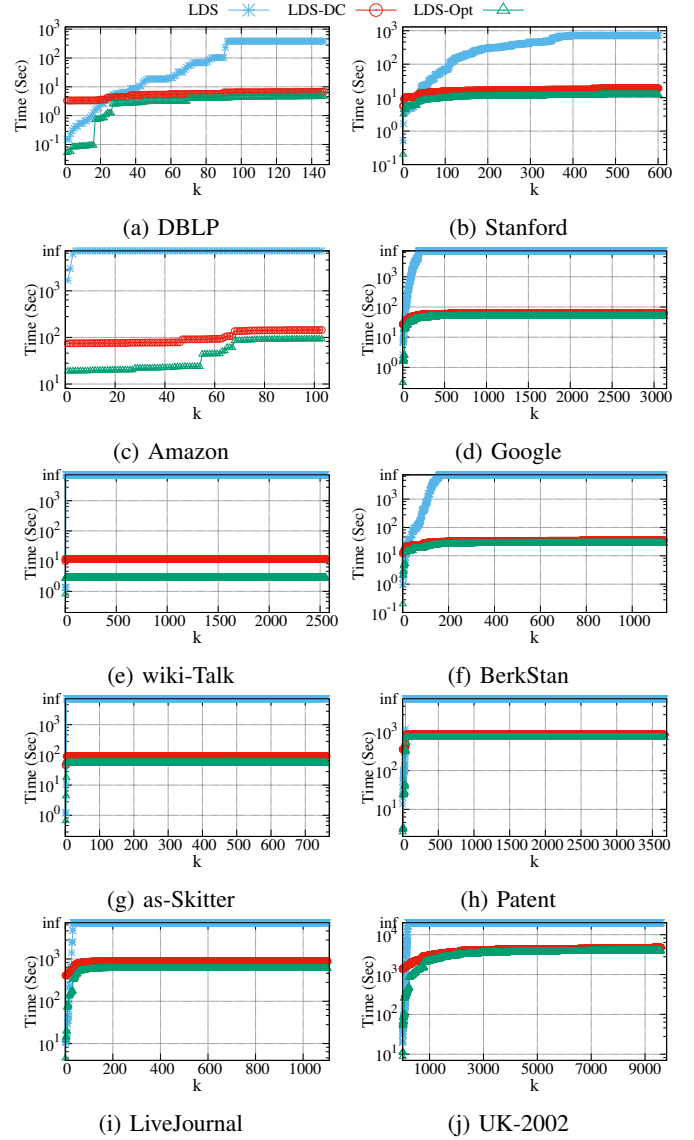 LDS LDS-DC LDS-Opt
10^3
10^2
10^1
10^0
10^-1
Time (Sec)
0 20 40 60 80 100 120 140
k
(a) DBLP
10^3
10^2
10^1
10^0
10^-1
Time (Sec)
0 100 200 300 400 500 600
k
(b) Stanford
inf
10^2
10^1
Time (Sec)
0 20 40 60 80 100
k
(c) Amazon
inf
10^3
10^2
10^1
10^0
Time (Sec)
0 500 1000 1500 2000 2500 3000
k
(d) Google
inf
10^3
10^2
10^1
10^0
Time (Sec)
0 500 1000 1500 2000 2500
k
(e) wiki-Talk
inf
10^3
10^2
10^1
10^0
10^-1
Time (Sec)
0 200 400 600 800 1000
k
(f) BerkStan
inf
10^3
10^2
10^1
10^0
Time (Sec)
0 100 200 300 400 500 600 700
k
(g) as-Skitter
inf
10^3
10^2
10^1
Time (Sec)
0 500 1000 1500 2000 2500 3000 3500
k
(h) Patent
inf
10^3
10^2
10^1
Time (Sec)
0 200 400 600 800 1000
k
(i) LiveJournal
inf
10^4
10^3
10^2
10^1
Time (Sec)
1000 3000 5000 7000 9000
k
(j) UK-2002